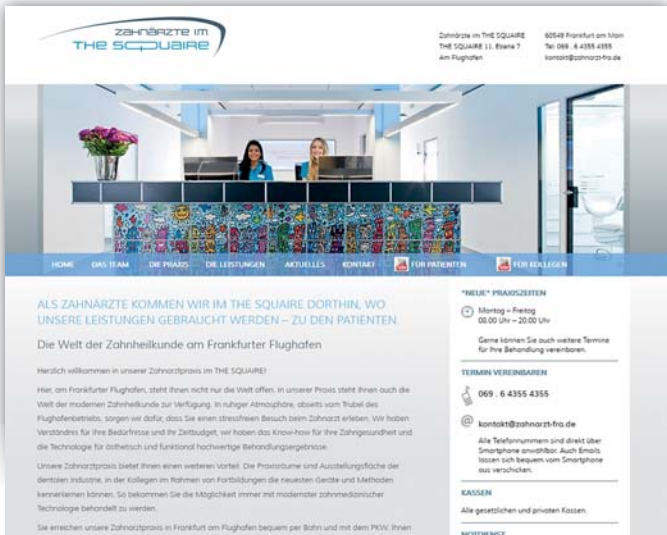 ZAHNÄRZTE IM
THE SQUAIRE
Zahnärzte im THE SQUAIRE
THE SQUAIRE 11, Ebene 7
Am Flughafen
60549 Frankfurt am Main
Tel: 069 . 6 4355 4355
kontakt@zahnarzt-fra.de
HOME DAS TEAM DIE PRAXIS DIE LEISTUNGEN AKTUELLES KONTAKT FÜR PATIENTEN FÜR KOLLEGEN
ALS ZAHNÄRZTE KOMMEN WIR IM THE SQUAIRE DORTHIN, WO
UNSERE LEISTUNGEN GEBRAUCHT WERDEN – ZU DEN PATIENTEN.
Die Welt der Zahnheilkunde am Frankfurter Flughafen
Herzlich willkommen in unserer Zahnarztpraxis im THE SQUAIRE!
Hier, am Frankfurter Flughafen, steht Ihnen nicht nur die Welt offen. In unserer Praxis steht Ihnen auch die
Welt der modernen Zahnheilkunde zur Verfügung. In ruhiger Atmosphäre, abseits vom Trubel des
Flughafenbetriebs, sorgen wir dafür, dass Sie einen stressfreien Besuch beim Zahnarzt erleben. Wir haben
Verständnis für Ihre Bedürfnisse und Ihr Zeitbudget, wir haben das Know-how für Ihre Zahngesundheit und
die Technologie für ästhetisch und funktional hochwertige Behandlungsergebnisse.
Unsere Zahnarztpraxis bietet Ihnen einen weiteren Vorteil: Die Praxisräume sind Ausstellungsfläche der
dentalen Industrie, in der Kollegen im Rahmen von Fortbildungen die neuesten Geräte und Methoden
kennenlernen können. So bekommen Sie die Möglichkeit immer mit modernster zahnmedizinischer
Technologie behandelt zu werden.
Sie erreichen unsere Zahnarztpraxis in Frankfurt am Flughafen bequem per Bahn und mit dem PKW. Ihnen
*NEUE* PRAXISZEITEN
Montag – Freitag
08.00 Uhr – 20.00 Uhr
Gerne können Sie auch weitere Termine
für Ihre Behandlung vereinbaren.
TERMIN VEREINBAREN
069 . 6 4355 4355
@ kontakt@zahnarzt-fra.de
Alle Telefonnummern sind direkt über
Smartphone anwählbar. Auch Emails
lassen sich bequem vom Smartphone
aus verschicken.
KASSEN
Alle gesetzlichen und privaten Kassen.
NOTDIENST